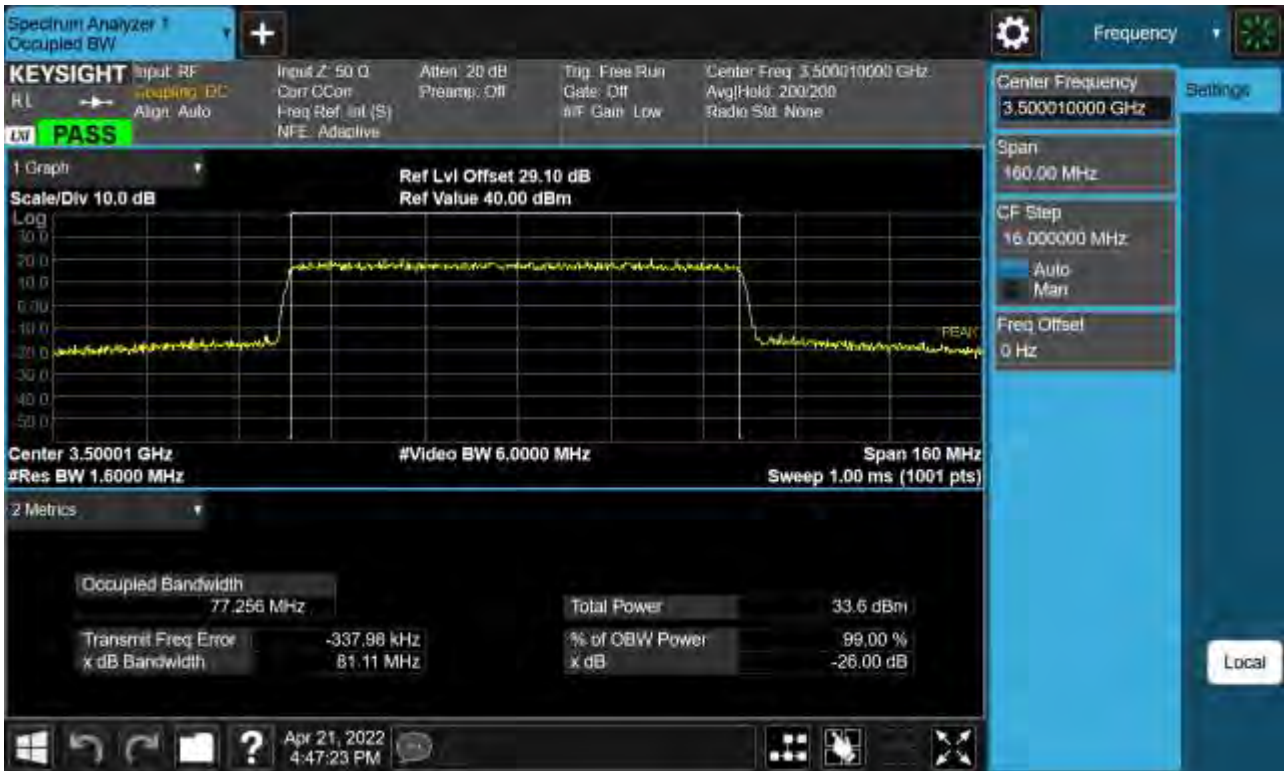 Spectrum Analyzer 1
Occupied BW
+
Frequency
KEYSIGHT
RL
LXI
PASS
Input: RF
Coupling: DC
Align: Auto
Input Z: 50 Ω
Corr CCorr
Freq Ref: Int (S)
NFE: Adaptive
Atten: 20 dB
Preamp: Off
Trig: Free Run
Gate: Off
#IF Gain: Low
Center Freq: 3.500010000 GHz
Avg|Hold: 200/200
Radio Std: None
Center Frequency
3.500010000 GHz
Settings
Span
160.00 MHz
CF Step
16.000000 MHz
Auto
Man
Freq Offset
0 Hz
1 Graph
Scale/Div 10.0 dB
Ref Lvl Offset 29.10 dB
Ref Value 40.00 dBm
Log
30.0
20.0
10.0
0.00
-10.0
-20.0
-30.0
-40.0
-50.0
PEAK
Center 3.50001 GHz
#Video BW 6.0000 MHz
Span 160 MHz
#Res BW 1.6000 MHz
Sweep 1.00 ms (1001 pts)
2 Metrics
Occupied Bandwidth
77.256 MHz
Total Power 33.6 dBm
Transmit Freq Error -337.98 kHz
% of OBW Power 99.00 %
x dB Bandwidth 81.11 MHz
x dB -26.00 dB
Local
?
Apr 21, 2022
4:47:23 PM